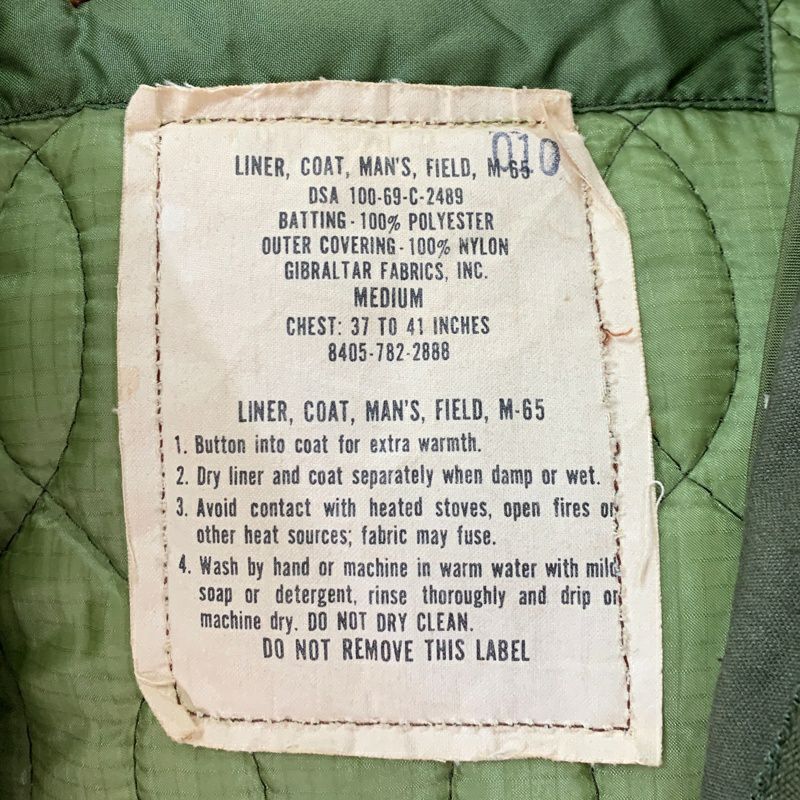 010
LINER, COAT, MAN'S, FIELD, M-65
DSA 100-69-C-2489
BATTING-100% POLYESTER
OUTER COVERING-100% NYLON
GIBRALTAR FABRICS, INC.
MEDIUM
CHEST: 37 TO 41 INCHES
8405-782-2888
LINER, COAT, MAN'S, FIELD, M-65
1. Button into coat for extra warmth.
2. Dry liner and coat separately when damp or wet.
3. Avoid contact with heated stoves, open fires or
other heat sources; fabric may fuse.
4. Wash by hand or machine in warm water with mild
soap or detergent, rinse thoroughly and drip or
machine dry. DO NOT DRY CLEAN.
DO NOT REMOVE THIS LABEL